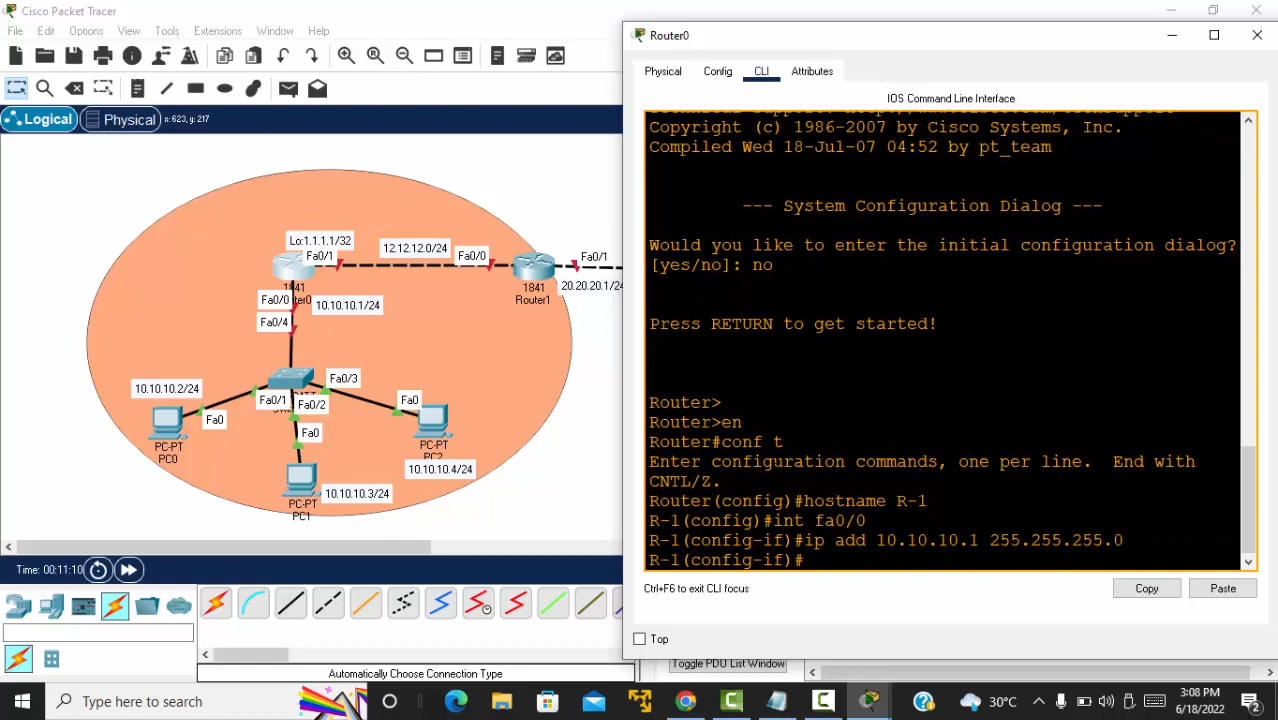 Cisco Packet Tracer
File Edit Options View Tools Extensions Window Help
Logical
Physical
x: 623, y:217
Lo:1.1.1.1/32
Fa0/1
12.12.12.0/24
Fa0/0
Fa0/1
1841
1841
Router1
20.20.20.1/24
Fa0/0
10.10.10.1/24
Fa0/4
Fa0/3
10.10.10.2/24
Fa0/1
Fa0/2
Fa0
Fa0
Fa0
PC-PT
PC0
PC-PT
PC2
10.10.10.4/24
10.10.10.3/24
PC-PT
PC1
Time: 00:11:10
Automatically Choose Connection Type
Router0
Physical Config CLI Attributes
IOS Command Line Interface
Copyright (c) 1986-2007 by Cisco Systems, Inc.
Compiled Wed 18-Jul-07 04:52 by pt_team
--- System Configuration Dialog ---
Would you like to enter the initial configuration dialog?
[yes/no]: no
Press RETURN to get started!
Router>
Router>en
Router#conf t
Enter configuration commands, one per line. End with
CNTL/Z.
Router(config)#hostname R-1
R-1(config)#int fa0/0
R-1(config-if)#ip add 10.10.10.1 255.255.255.0
R-1(config-if)#
Ctrl+F6 to exit CLI focus
Copy
Paste
Top
Toggle PDU List Window
Type here to search
30°C
3:08 PM
6/18/2022
2